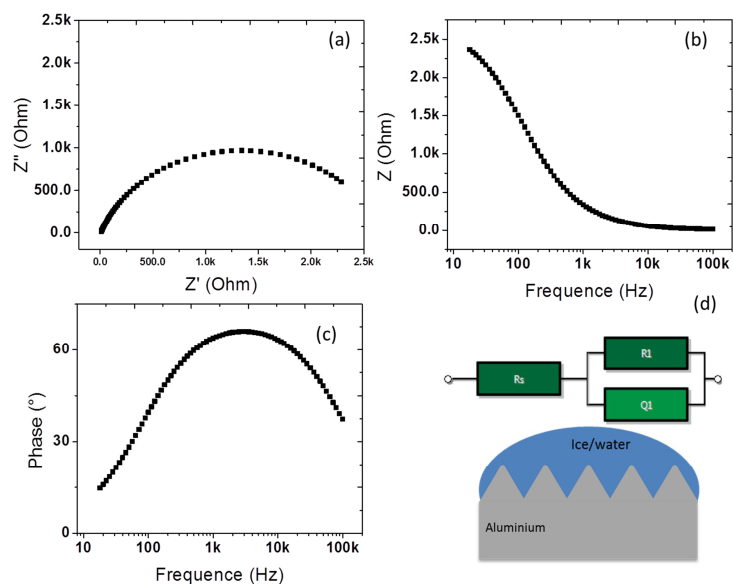 (a)
2.5k
2.0k
1.5k
1.0k
500.0
0.0
Z" (Ohm)
0.0 500.0 1.0k 1.5k 2.0k 2.5k
Z' (Ohm)
(b)
2.5k
2.0k
1.5k
1.0k
500.0
0.0
Z (Ohm)
10 100 1k 10k 100k
Frequence (Hz)
(c)
60
30
0
Phase (°)
10 100 1k 10k 100k
Frequence (Hz)
(d)
R1
Rs
Q1
Ice/water
Aluminium